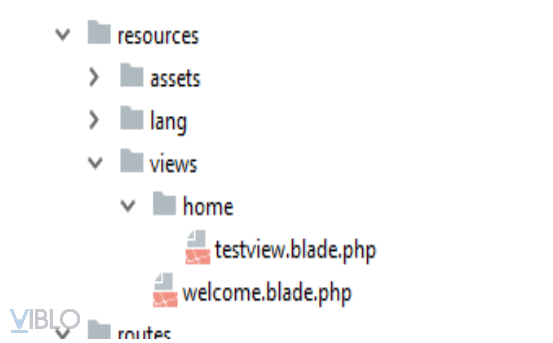 resources
assets
lang
views
home
testview.blade.php
welcome.blade.php
VIBLO
routes